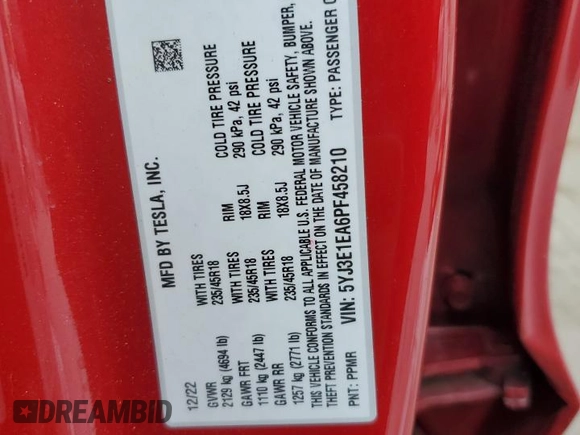 MFD BY TESLA, INC.
12/22
GVWR
2129 kg (4694 lb)
GAWR FRT
1110 kg (2447 lb)
WITH TIRES
235/45R18
RIM
18X8.5J
COLD TIRE PRESSURE
290 kPa, 42 psi
GAWR RR
1257 kg (2771 lb)
WITH TIRES
235/45R18
RIM
18X8.5J
COLD TIRE PRESSURE
290 kPa, 42 psi
THIS VEHICLE CONFORMS TO ALL APPLICABLE U.S. FEDERAL MOTOR VEHICLE SAFETY, BUMPER,
THEFT PREVENTION STANDARDS IN EFFECT ON THE DATE OF MANUFACTURE SHOWN ABOVE.
PNT: PPMR VIN: 5YJ3E1EA6PF458210 TYPE: PASSENGER
DREAMBID